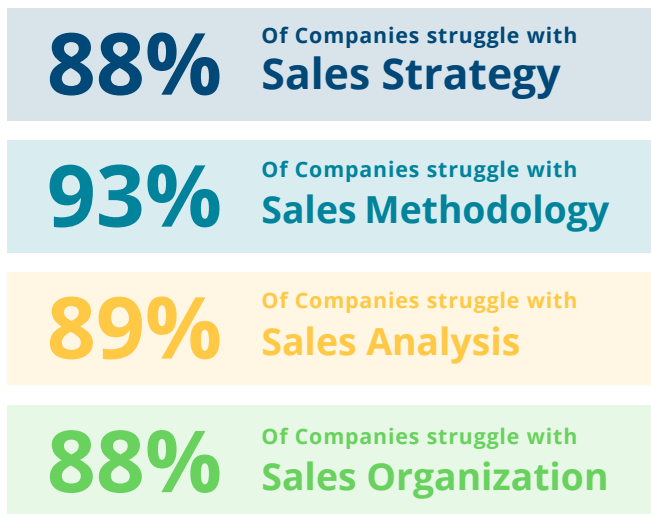 88%
Of Companies struggle with
Sales Strategy
93%
Of Companies struggle with
Sales Methodology
89%
Of Companies struggle with
Sales Analysis
88%
Of Companies struggle with
Sales Organization